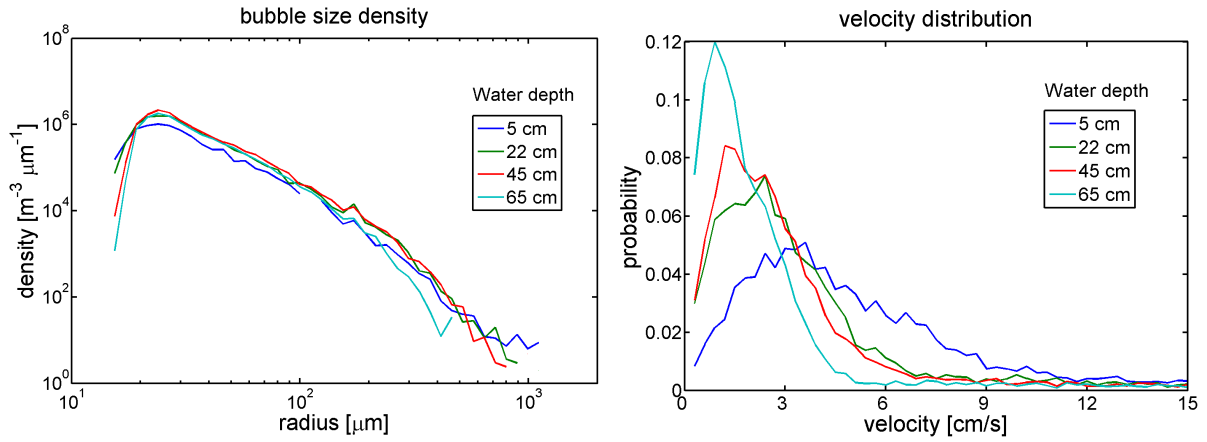 bubble size density
10^8
10^6
10^4
10^2
10^0
density [m^-3 μm^-1]
10^1
10^2
10^3
radius [μm]
Water depth
5 cm
22 cm
45 cm
65 cm
velocity distribution
0.12
0.1
0.08
0.06
0.04
0.02
0
probability
0
3
6
9
12
15
velocity [cm/s]
Water depth
5 cm
22 cm
45 cm
65 cm